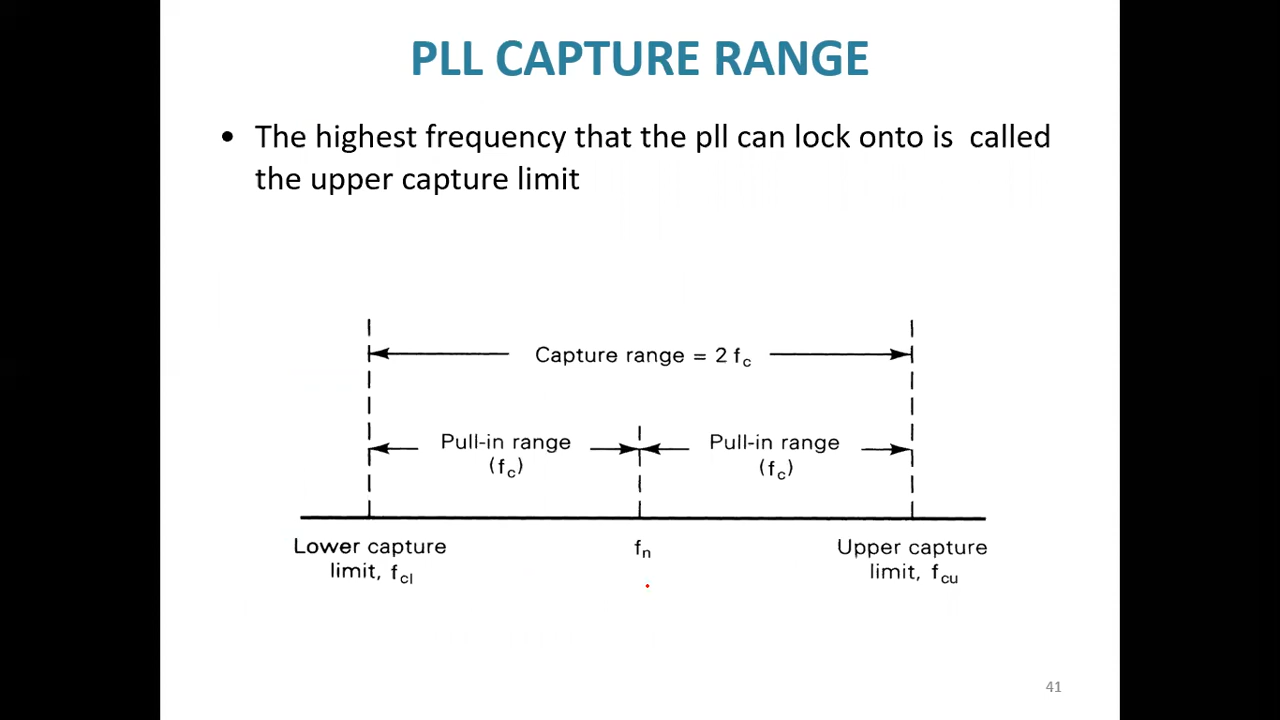 PLL CAPTURE RANGE
• The highest frequency that the pll can lock onto is called
the upper capture limit
Capture range = 2 fc
Pull-in range
(fc)
Pull-in range
(fc)
Lower capture
limit, fcl
fn
Upper capture
limit, fcu
41